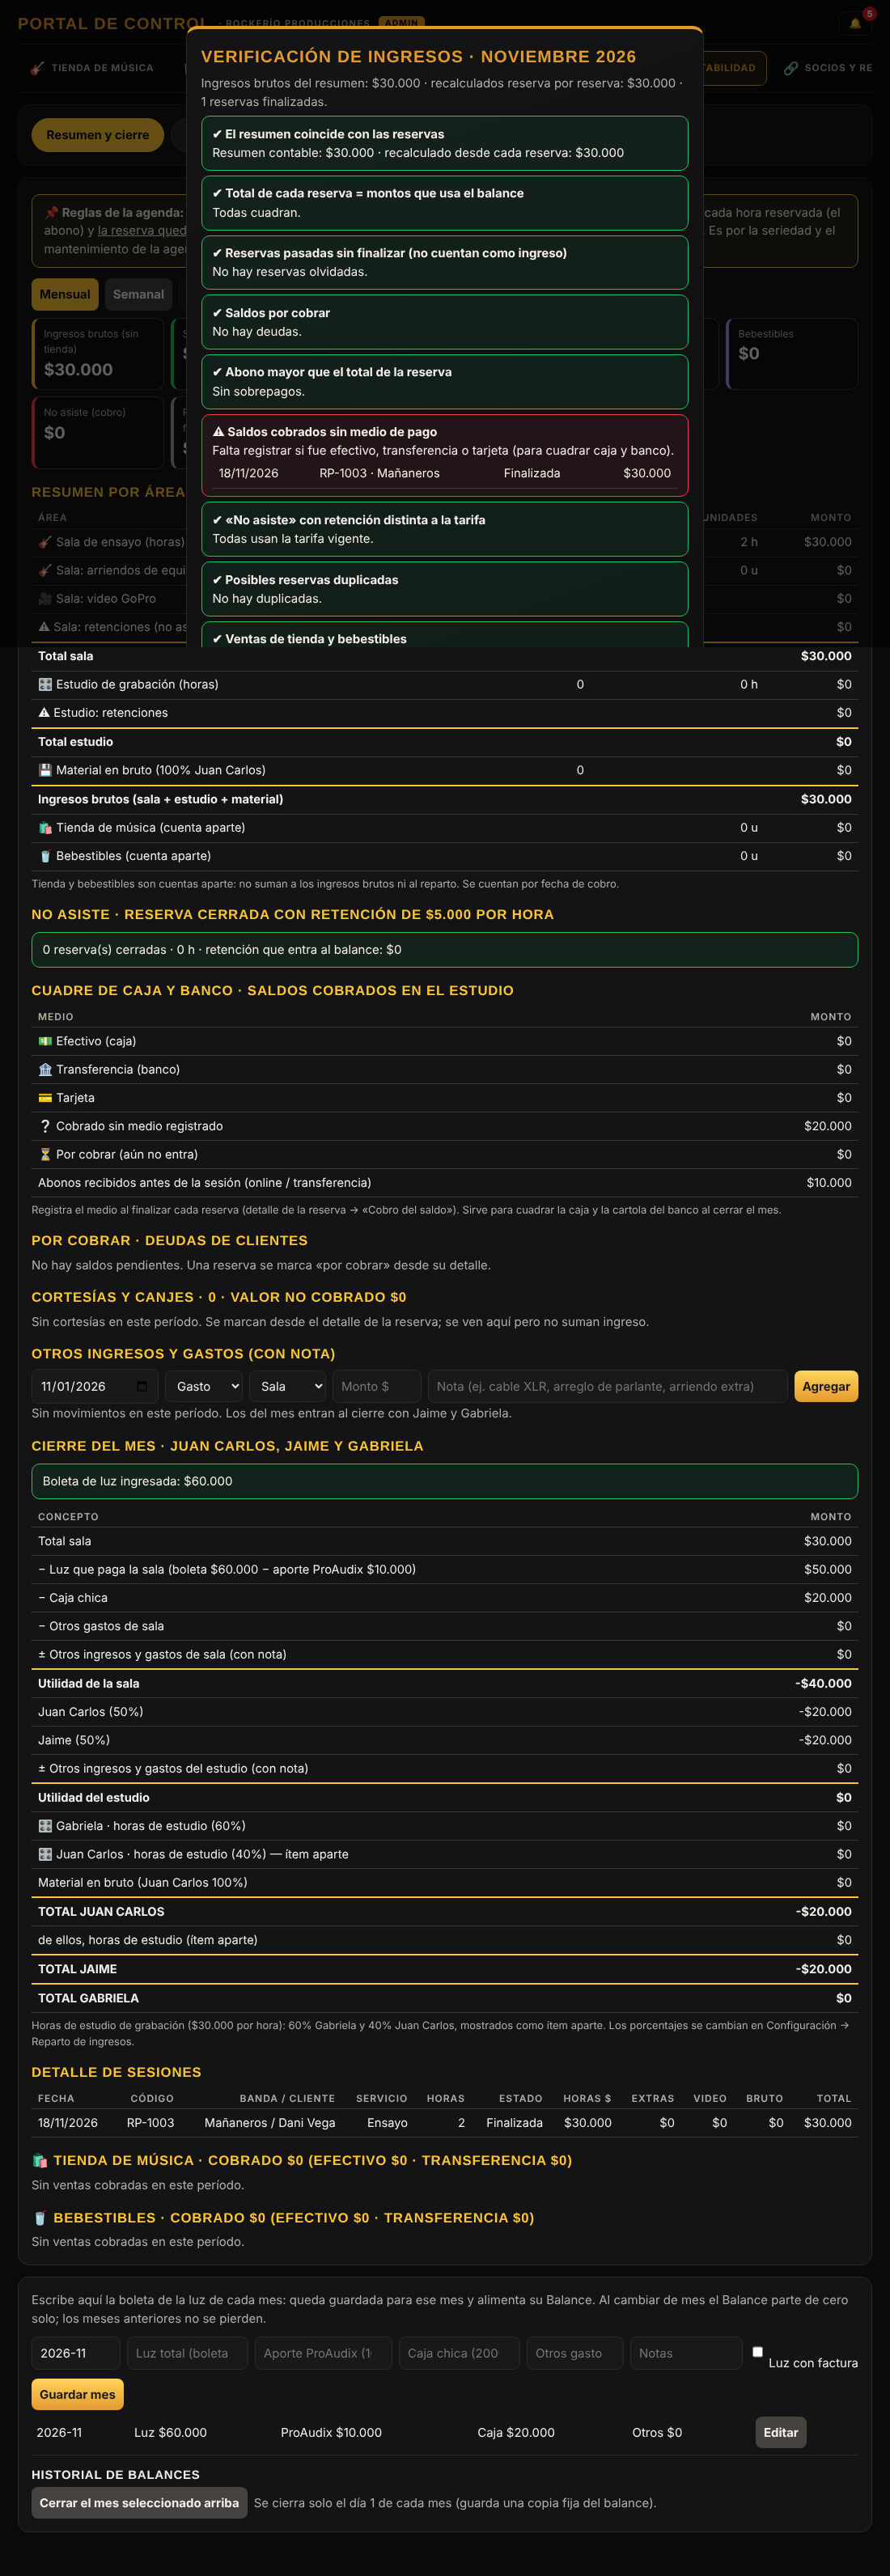 PORTAL DE CONTROL · ROCKERÍO PRODUCCIONES ADMIN
5
TIENDA DE MÚSICA
SOCIOS Y RE
Resumen y cierre
VERIFICACIÓN DE INGRESOS · NOVIEMBRE 2026
Ingresos brutos del resumen: $30.000 · recalculados reserva por reserva: $30.000 ·
1 reservas finalizadas.
✔ El resumen coincide con las reservas
Resumen contable: $30.000 · recalculado desde cada reserva: $30.000
✔ Total de cada reserva = montos que usa el balance
Todas cuadran.
✔ Reservas pasadas sin finalizar (no cuentan como ingreso)
No hay reservas olvidadas.
✔ Saldos por cobrar
No hay deudas.
✔ Abono mayor que el total de la reserva
Sin sobrepagos.
⚠ Saldos cobrados sin medio de pago
Falta registrar si fue efectivo, transferencia o tarjeta (para cuadrar caja y banco).
18/11/2026 RP-1003 · Mañaneros Finalizada $30.000
✔ «No asiste» con retención distinta a la tarifa
Todas usan la tarifa vigente.
✔ Posibles reservas duplicadas
No hay duplicadas.
✔ Ventas de tienda y bebestibles
📌 Reglas de la agenda: cada hora reservada (el
abono) y la reserva . Es por la seriedad y el
mantenimiento de la
Mensual Semanal
Ingresos brutos (sin
tienda)
$30.000
Bebestibles
$0
No asiste (cobro)
$0
RESUMEN POR ÁREA
ÁREA UNIDADES MONTO
Sala de ensayo (horas) 2 h $30.000
Sala: arriendos de 0 u $0
Sala: video GoPro $0
⚠ Sala: retenciones (no $0
Total sala $30.000
Estudio de grabación (horas) 0 0 h $0
⚠ Estudio: retenciones $0
Total estudio $0
Material en bruto (100% Juan Carlos) 0 $0
Ingresos brutos (sala + estudio + material) $30.000
Tienda de música (cuenta aparte) 0 u $0
Bebestibles (cuenta aparte) 0 u $0
Tienda y bebestibles son cuentas aparte: no suman a los ingresos brutos ni al reparto. Se cuentan por fecha de cobro.
NO ASISTE · RESERVA CERRADA CON RETENCIÓN DE $5.000 POR HORA
0 reserva(s) cerradas · 0 h · retención que entra al balance: $0
CUADRE DE CAJA Y BANCO · SALDOS COBRADOS EN EL ESTUDIO
MEDIO MONTO
Efectivo (caja) $0
Transferencia (banco) $0
Tarjeta $0
❔ Cobrado sin medio registrado $20.000
⏳ Por cobrar (aún no entra) $0
Abonos recibidos antes de la sesión (online / transferencia) $10.000
Registra el medio al finalizar cada reserva (detalle de la reserva → «Cobro del saldo»). Sirve para cuadrar la caja y la cartola del banco al cerrar el mes.
POR COBRAR · DEUDAS DE CLIENTES
No hay saldos pendientes. Una reserva se marca «por cobrar» desde su detalle.
CORTESÍAS Y CANJES · 0 · VALOR NO COBRADO $0
Sin cortesías en este período. Se marcan desde el detalle de la reserva; se ven aquí pero no suman ingreso.
OTROS INGRESOS Y GASTOS (CON NOTA)
11/01/2026 Gasto Sala Monto $ Nota (ej. cable XLR, arreglo de parlante, arriendo extra) Agregar
Sin movimientos en este período. Los del mes entran al cierre con Jaime y Gabriela.
CIERRE DEL MES · JUAN CARLOS, JAIME Y GABRIELA
Boleta de luz ingresada: $60.000
CONCEPTO MONTO
Total sala $30.000
− Luz que paga la sala (boleta $60.000 − aporte ProAudix $10.000) $50.000
− Caja chica $20.000
− Otros gastos de sala $0
± Otros ingresos y gastos de sala (con nota) $0
Utilidad de la sala -$40.000
Juan Carlos (50%) -$20.000
Jaime (50%) -$20.000
± Otros ingresos y gastos del estudio (con nota) $0
Utilidad del estudio $0
Gabriela · horas de estudio (60%) $0
Juan Carlos · horas de estudio (40%) — ítem aparte $0
Material en bruto (Juan Carlos 100%) $0
TOTAL JUAN CARLOS -$20.000
de ellos, horas de estudio (ítem aparte) $0
TOTAL JAIME -$20.000
TOTAL GABRIELA $0
Horas de estudio de grabación ($30.000 por hora): 60% Gabriela y 40% Juan Carlos, mostrados como ítem aparte. Los porcentajes se cambian en Configuración →
Reparto de ingresos.
DETALLE DE SESIONES
FECHA CÓDIGO BANDA / CLIENTE SERVICIO HORAS ESTADO HORAS $ EXTRAS VIDEO BRUTO TOTAL
18/11/2026 RP-1003 Mañaneros / Dani Vega Ensayo 2 Finalizada $30.000 $0 $0 $0 $30.000
TIENDA DE MÚSICA · COBRADO $0 (EFECTIVO $0 · TRANSFERENCIA $0)
Sin ventas cobradas en este período.
BEBESTIBLES · COBRADO $0 (EFECTIVO $0 · TRANSFERENCIA $0)
Sin ventas cobradas en este período.
Escribe aquí la boleta de la luz de cada mes: queda guardada para ese mes y alimenta su Balance. Al cambiar de mes el Balance parte de cero
solo; los meses anteriores no se pierden.
2026-11 Luz total (boleta Aporte ProAudix (1 Caja chica (200 Otros gasto Notas Luz con factura
Guardar mes
2026-11 Luz $60.000 ProAudix $10.000 Caja $20.000 Otros $0 Editar
HISTORIAL DE BALANCES
Cerrar el mes seleccionado arriba Se cierra solo el día 1 de cada mes (guarda una copia fija del balance).